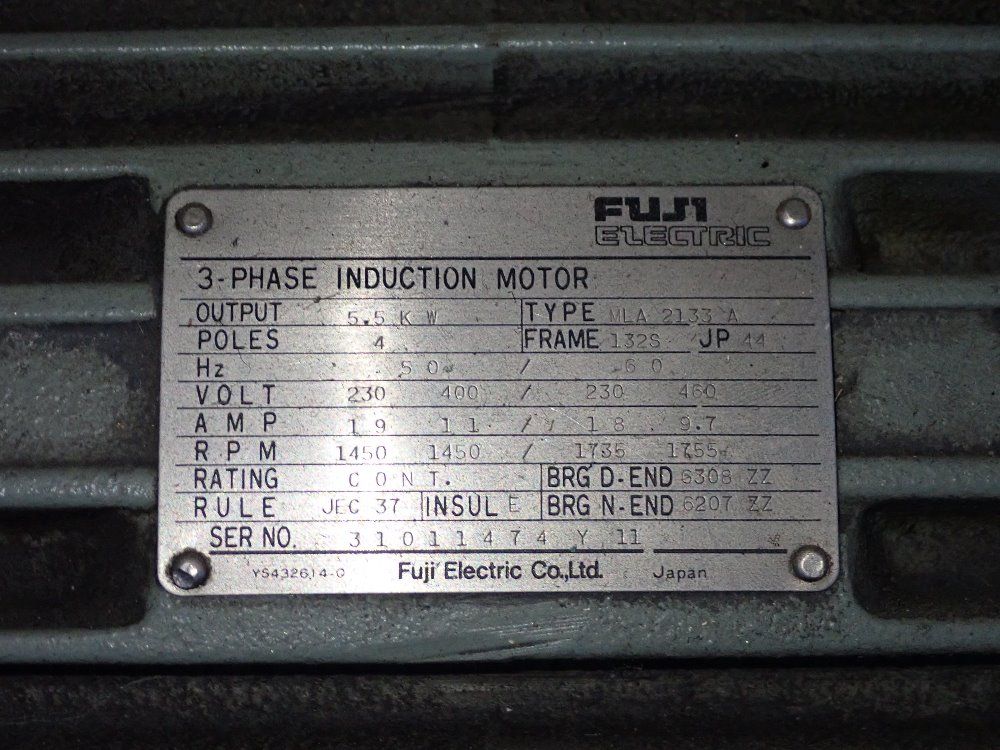 FUJI
ELECTRIC
3-PHASE INDUCTION MOTOR
OUTPUT 5.5 KW TYPE MLA 2133 A
POLES 4 FRAME 132S JP 44
Hz 50 / 60
VOLT 230 400 / 230 460
AMP 19 11 / 18 9.7
RPM 1450 1450 / 1735 1755
RATING CONT. BRG D-END 6308 ZZ
RULE JEC 37 INSUL E BRG N-END 6207 ZZ
SER NO. 31011474 Y 11
YS432614-0 Fuji Electric Co.,Ltd. Japan